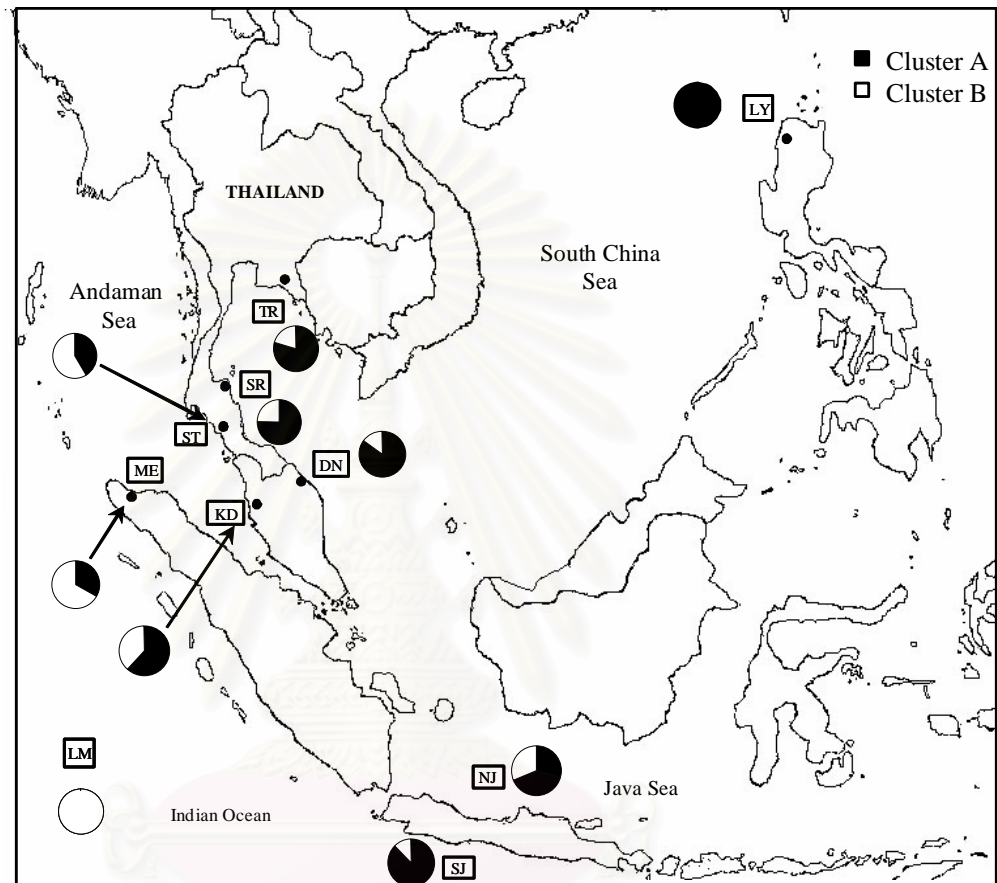 Cluster A
Cluster B
LY
THAILAND
South China
Sea
Andaman
Sea
TR
SR
ST
DN
ME
KD
LM
NJ
Java Sea
Indian Ocean
SJ